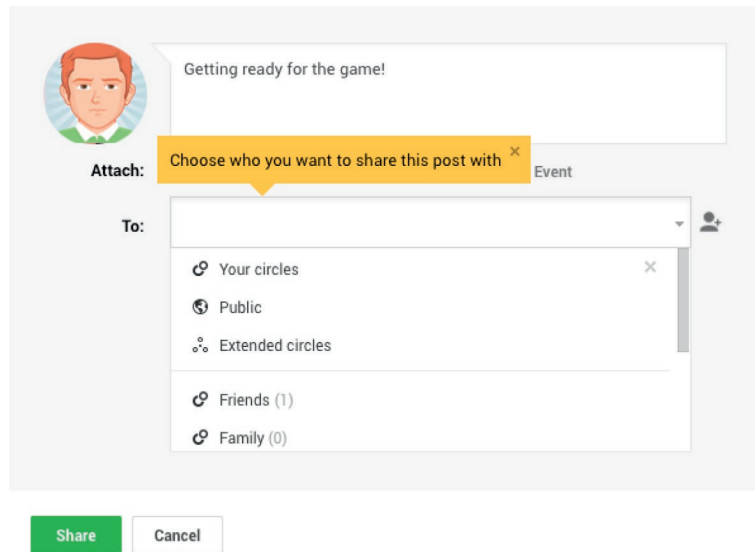 Getting ready for the game!
Choose who you want to share this post with ×
Attach: Event
To:
Your circles ×
Public
Extended circles
Friends (1)
Family (0)
Share Cancel